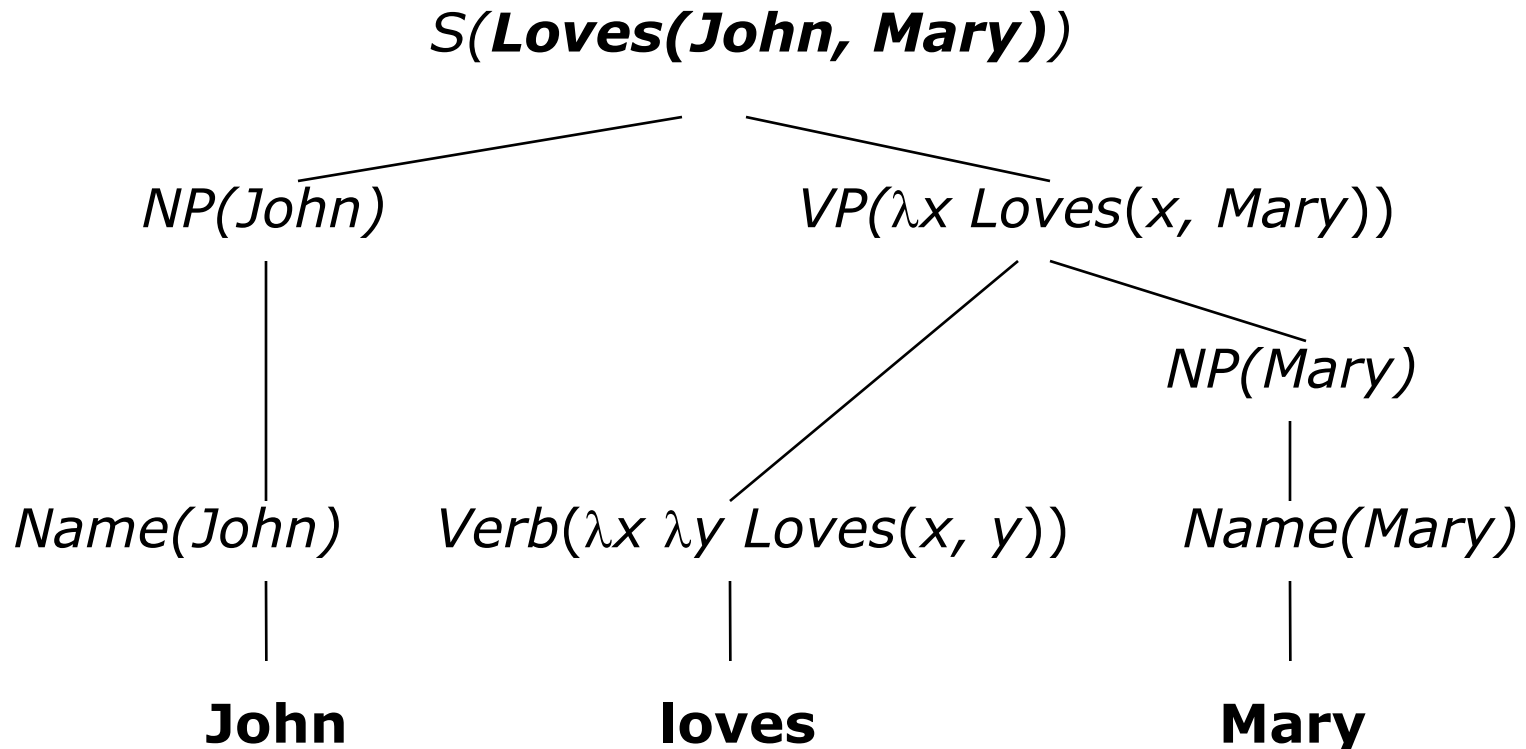 S(Loves(John, Mary))
NP(John) VP(λx Loves(x, Mary))
NP(Mary)
Name(John) Verb(λx λy Loves(x, y)) Name(Mary)
John loves Mary